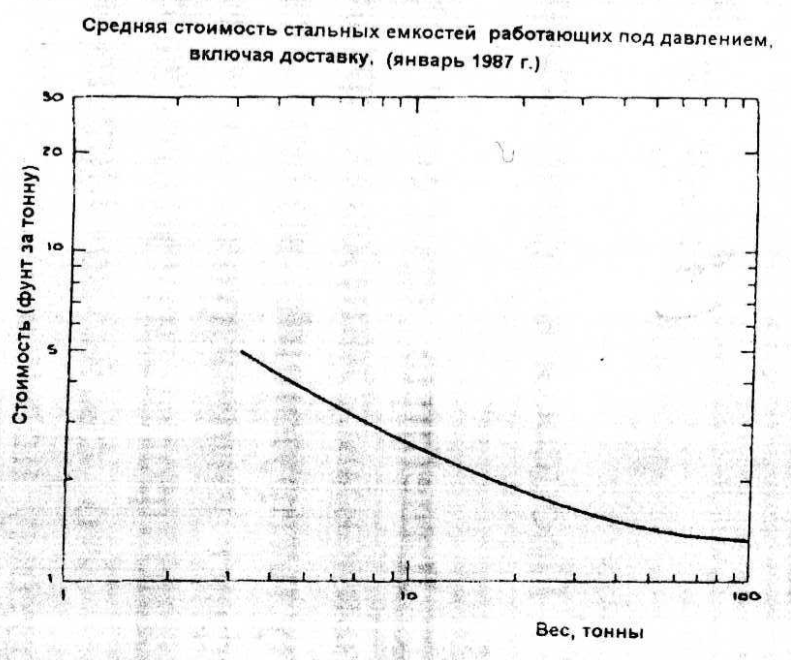 Средняя стоимость стальных емкостей работающих под давлением,
включая доставку. (январь 1987 г.)
30
20
10
5
1
Стоимость (фунт за тонну)
1 10 100
Вес, тонны